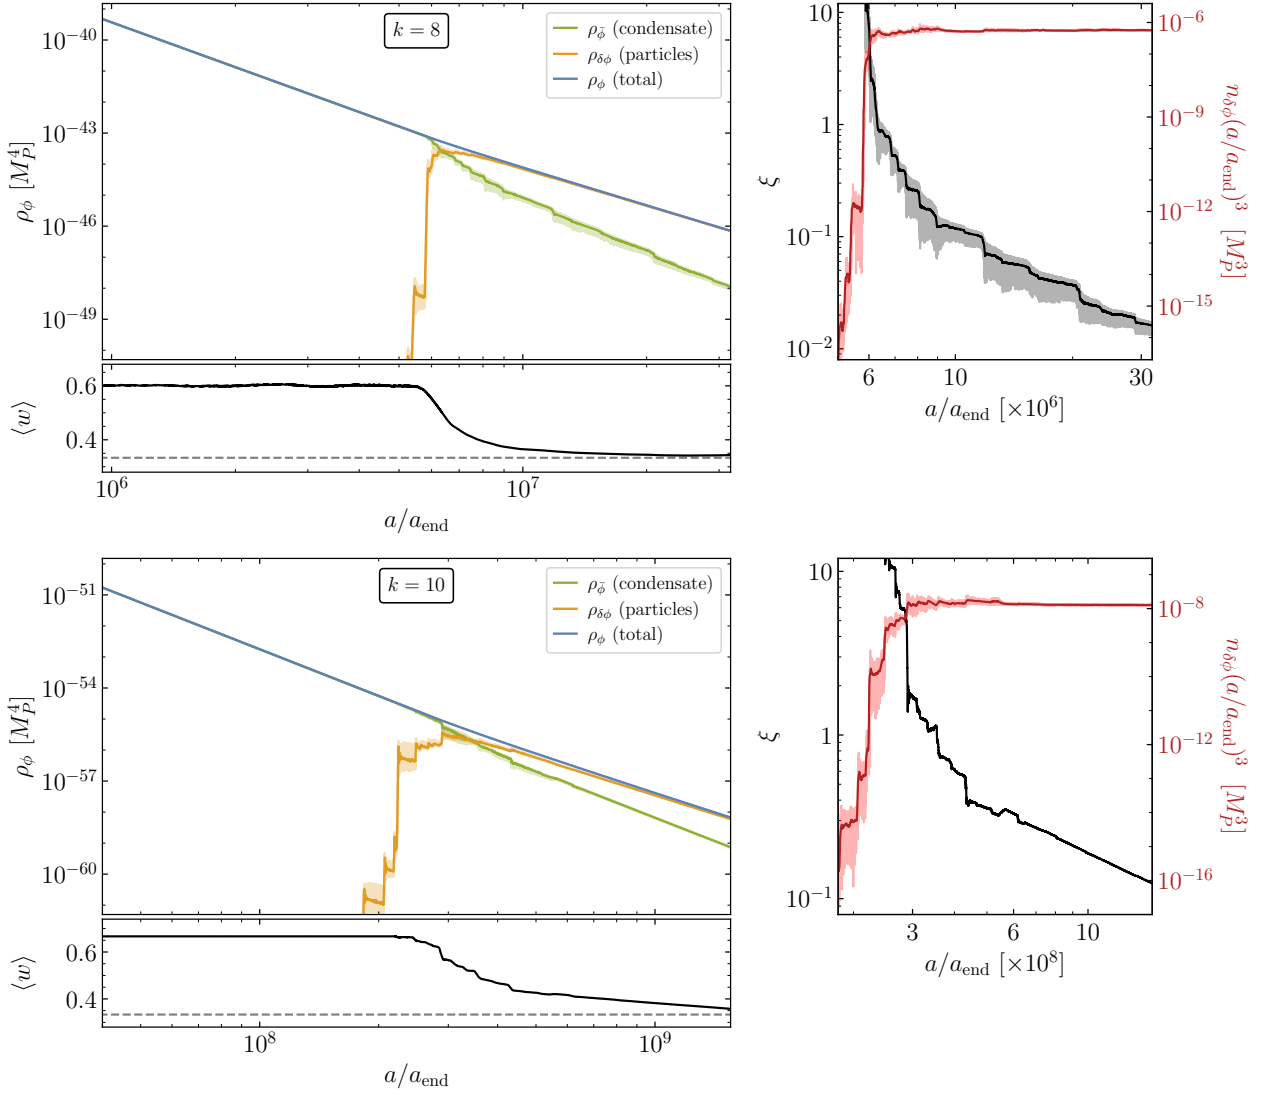 k = 8
ρ_φ̄ (condensate)
ρ_δφ (particles)
ρ_φ (total)
10^−40
10^−43
10^−46
10^−49
ρ_φ [M_P^4]
0.6
0.4
⟨w⟩
10^6
10^7
a/a_end
10
1
10^−1
10^−2
ξ
10^−6
10^−9
10^−12
10^−15
n_δφ(a/a_end)^3 [M_P^3]
6
10
30
a/a_end [×10^6]
k = 10
ρ_φ̄ (condensate)
ρ_δφ (particles)
ρ_φ (total)
10^−51
10^−54
10^−57
10^−60
ρ_φ [M_P^4]
0.6
0.4
⟨w⟩
10^8
10^9
a/a_end
10
1
10^−1
ξ
10^−8
10^−12
10^−16
n_δφ(a/a_end)^3 [M_P^3]
3
6
10
a/a_end [×10^8]